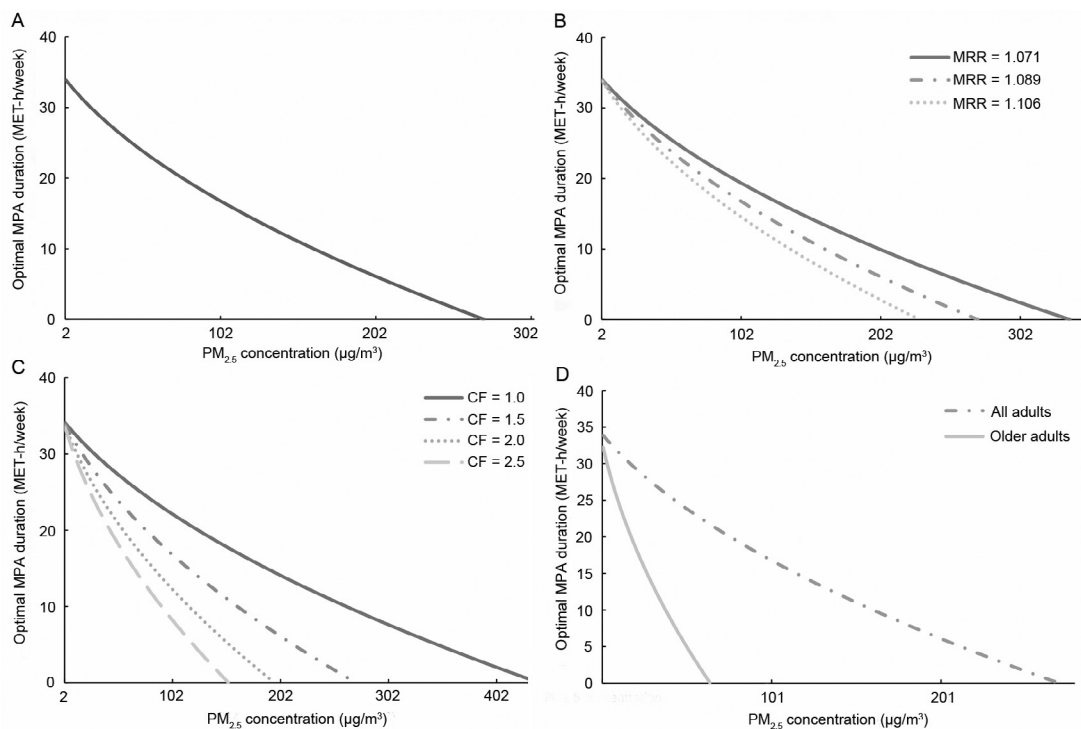 A
Optimal MPA duration (MET-h/week)
40
30
20
10
0
2
102
202
302
PM2.5 concentration (µg/m³)
B
Optimal MPA duration (MET-h/week)
40
30
20
10
0
MRR = 1.071
MRR = 1.089
MRR = 1.106
2
102
202
302
PM2.5 concentration (µg/m³)
C
Optimal MPA duration (MET-h/week)
40
30
20
10
0
CF = 1.0
CF = 1.5
CF = 2.0
CF = 2.5
2
102
202
302
402
PM2.5 concentration (µg/m³)
D
Optimal MPA duration (MET-h/week)
40
35
30
25
20
15
10
5
0
All adults
Older adults
101
201
PM2.5 concentration (µg/m³)